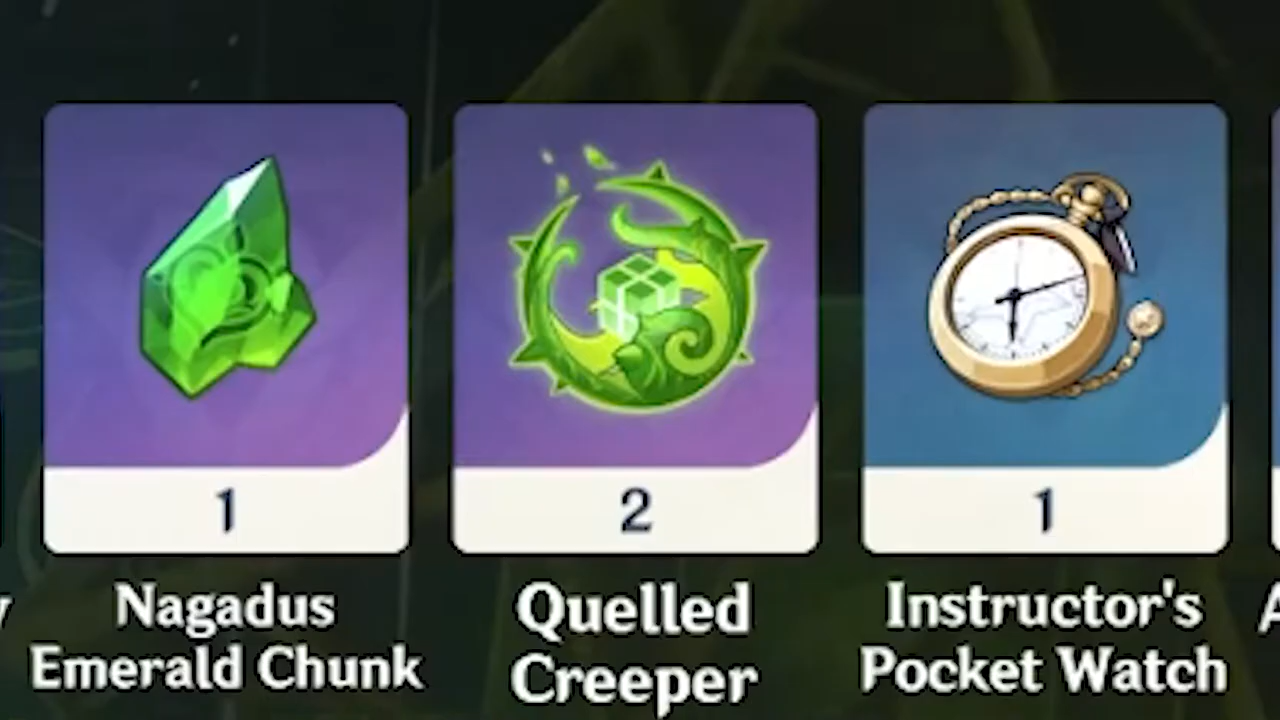 1
2
1
Nagadus
Emerald Chunk
Quelled
Creeper
Instructor's
Pocket Watch